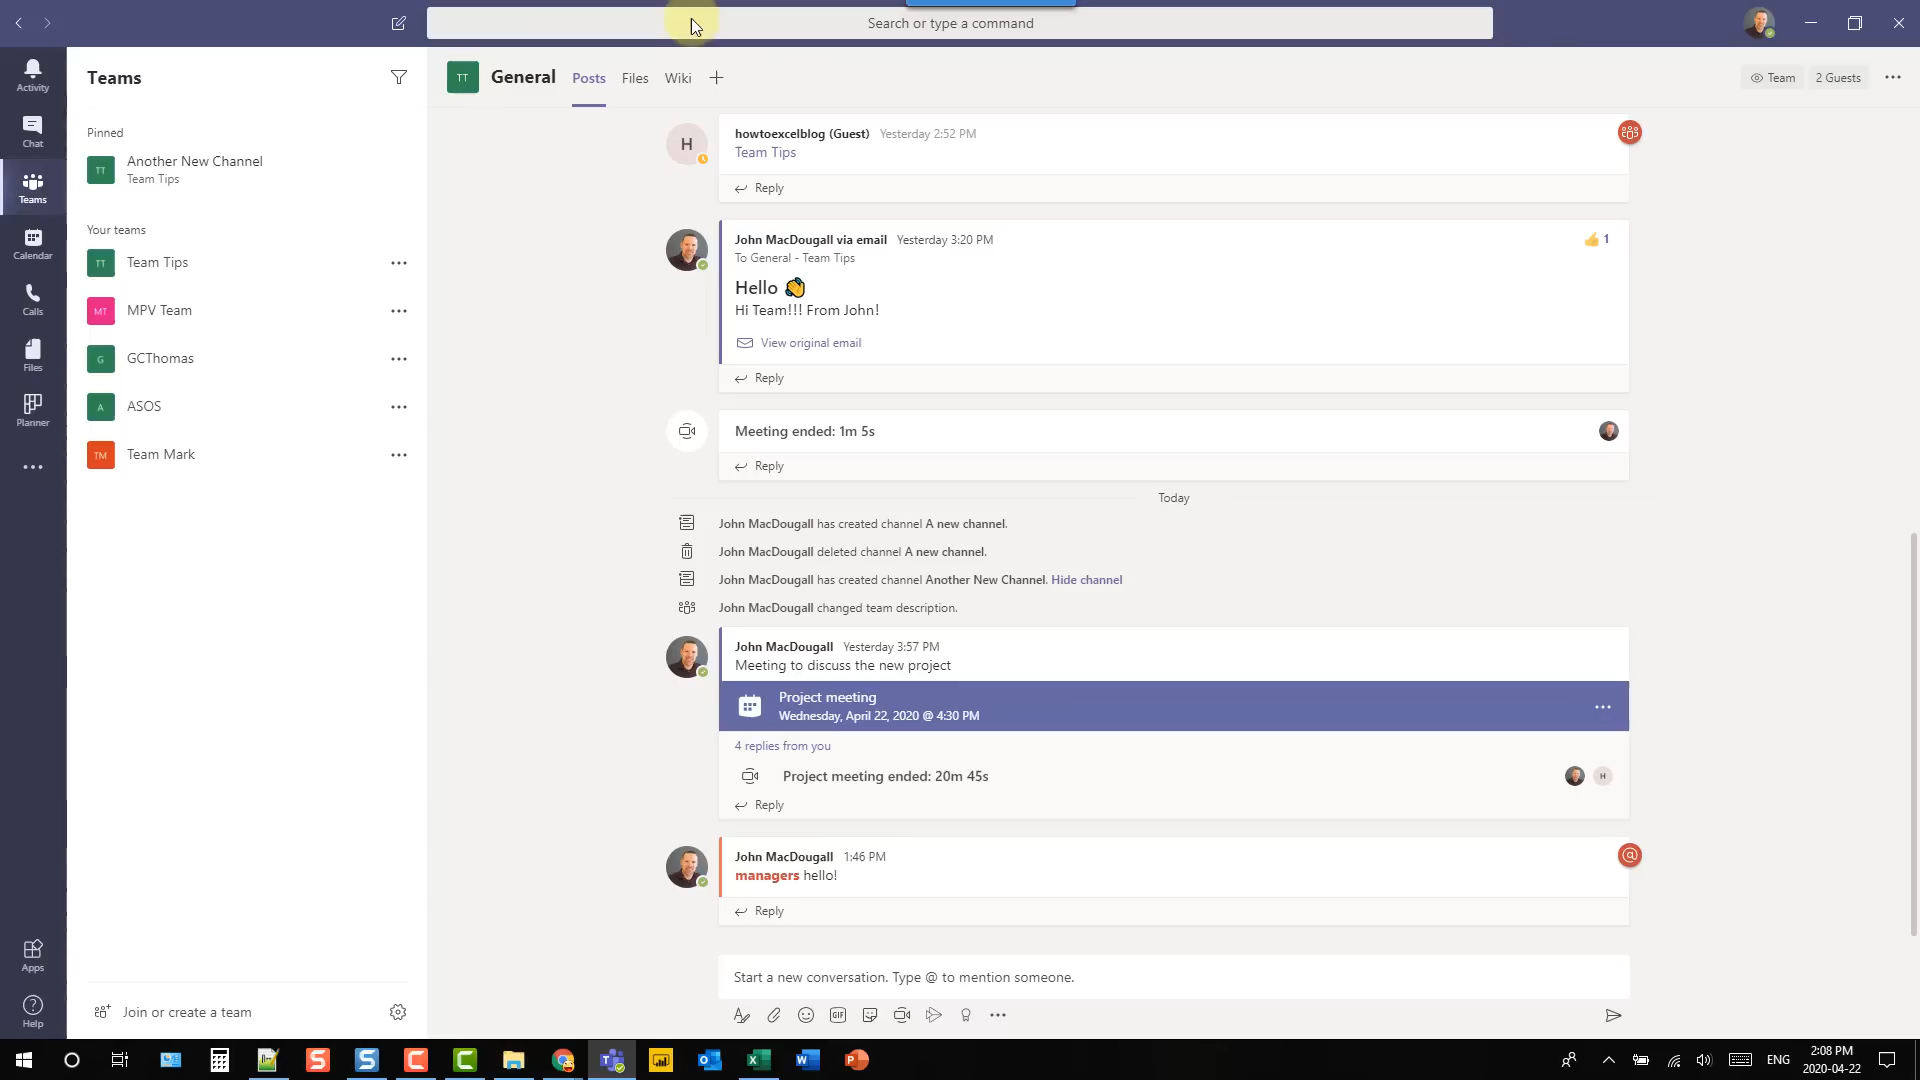 Search or type a command
Activity
Chat
Teams
Calendar
Calls
Files
Planner
Apps
Help
Teams
Pinned
TT
Another New Channel
Team Tips
Your teams
TT Team Tips
MT MPV Team
G GCThomas
A ASOS
TM Team Mark
Join or create a team
TT General Posts Files Wiki
Team 2 Guests
H
howtoexcelblog (Guest) Yesterday 2:52 PM
Team Tips
Reply
John MacDougall via email Yesterday 3:20 PM
1
To General - Team Tips
Hello
Hi Team!!! From John!
View original email
Reply
Meeting ended: 1m 5s
Reply
Today
John MacDougall has created channel A new channel.
John MacDougall deleted channel A new channel.
John MacDougall has created channel Another New Channel. Hide channel
John MacDougall changed team description.
John MacDougall Yesterday 3:57 PM
Meeting to discuss the new project
Project meeting
Wednesday, April 22, 2020 @ 4:30 PM
4 replies from you
Project meeting ended: 20m 45s
H
Reply
John MacDougall 1:46 PM
@
managers hello!
Reply
Start a new conversation. Type @ to mention someone.
GIF
ENG
2:08 PM
2020-04-22